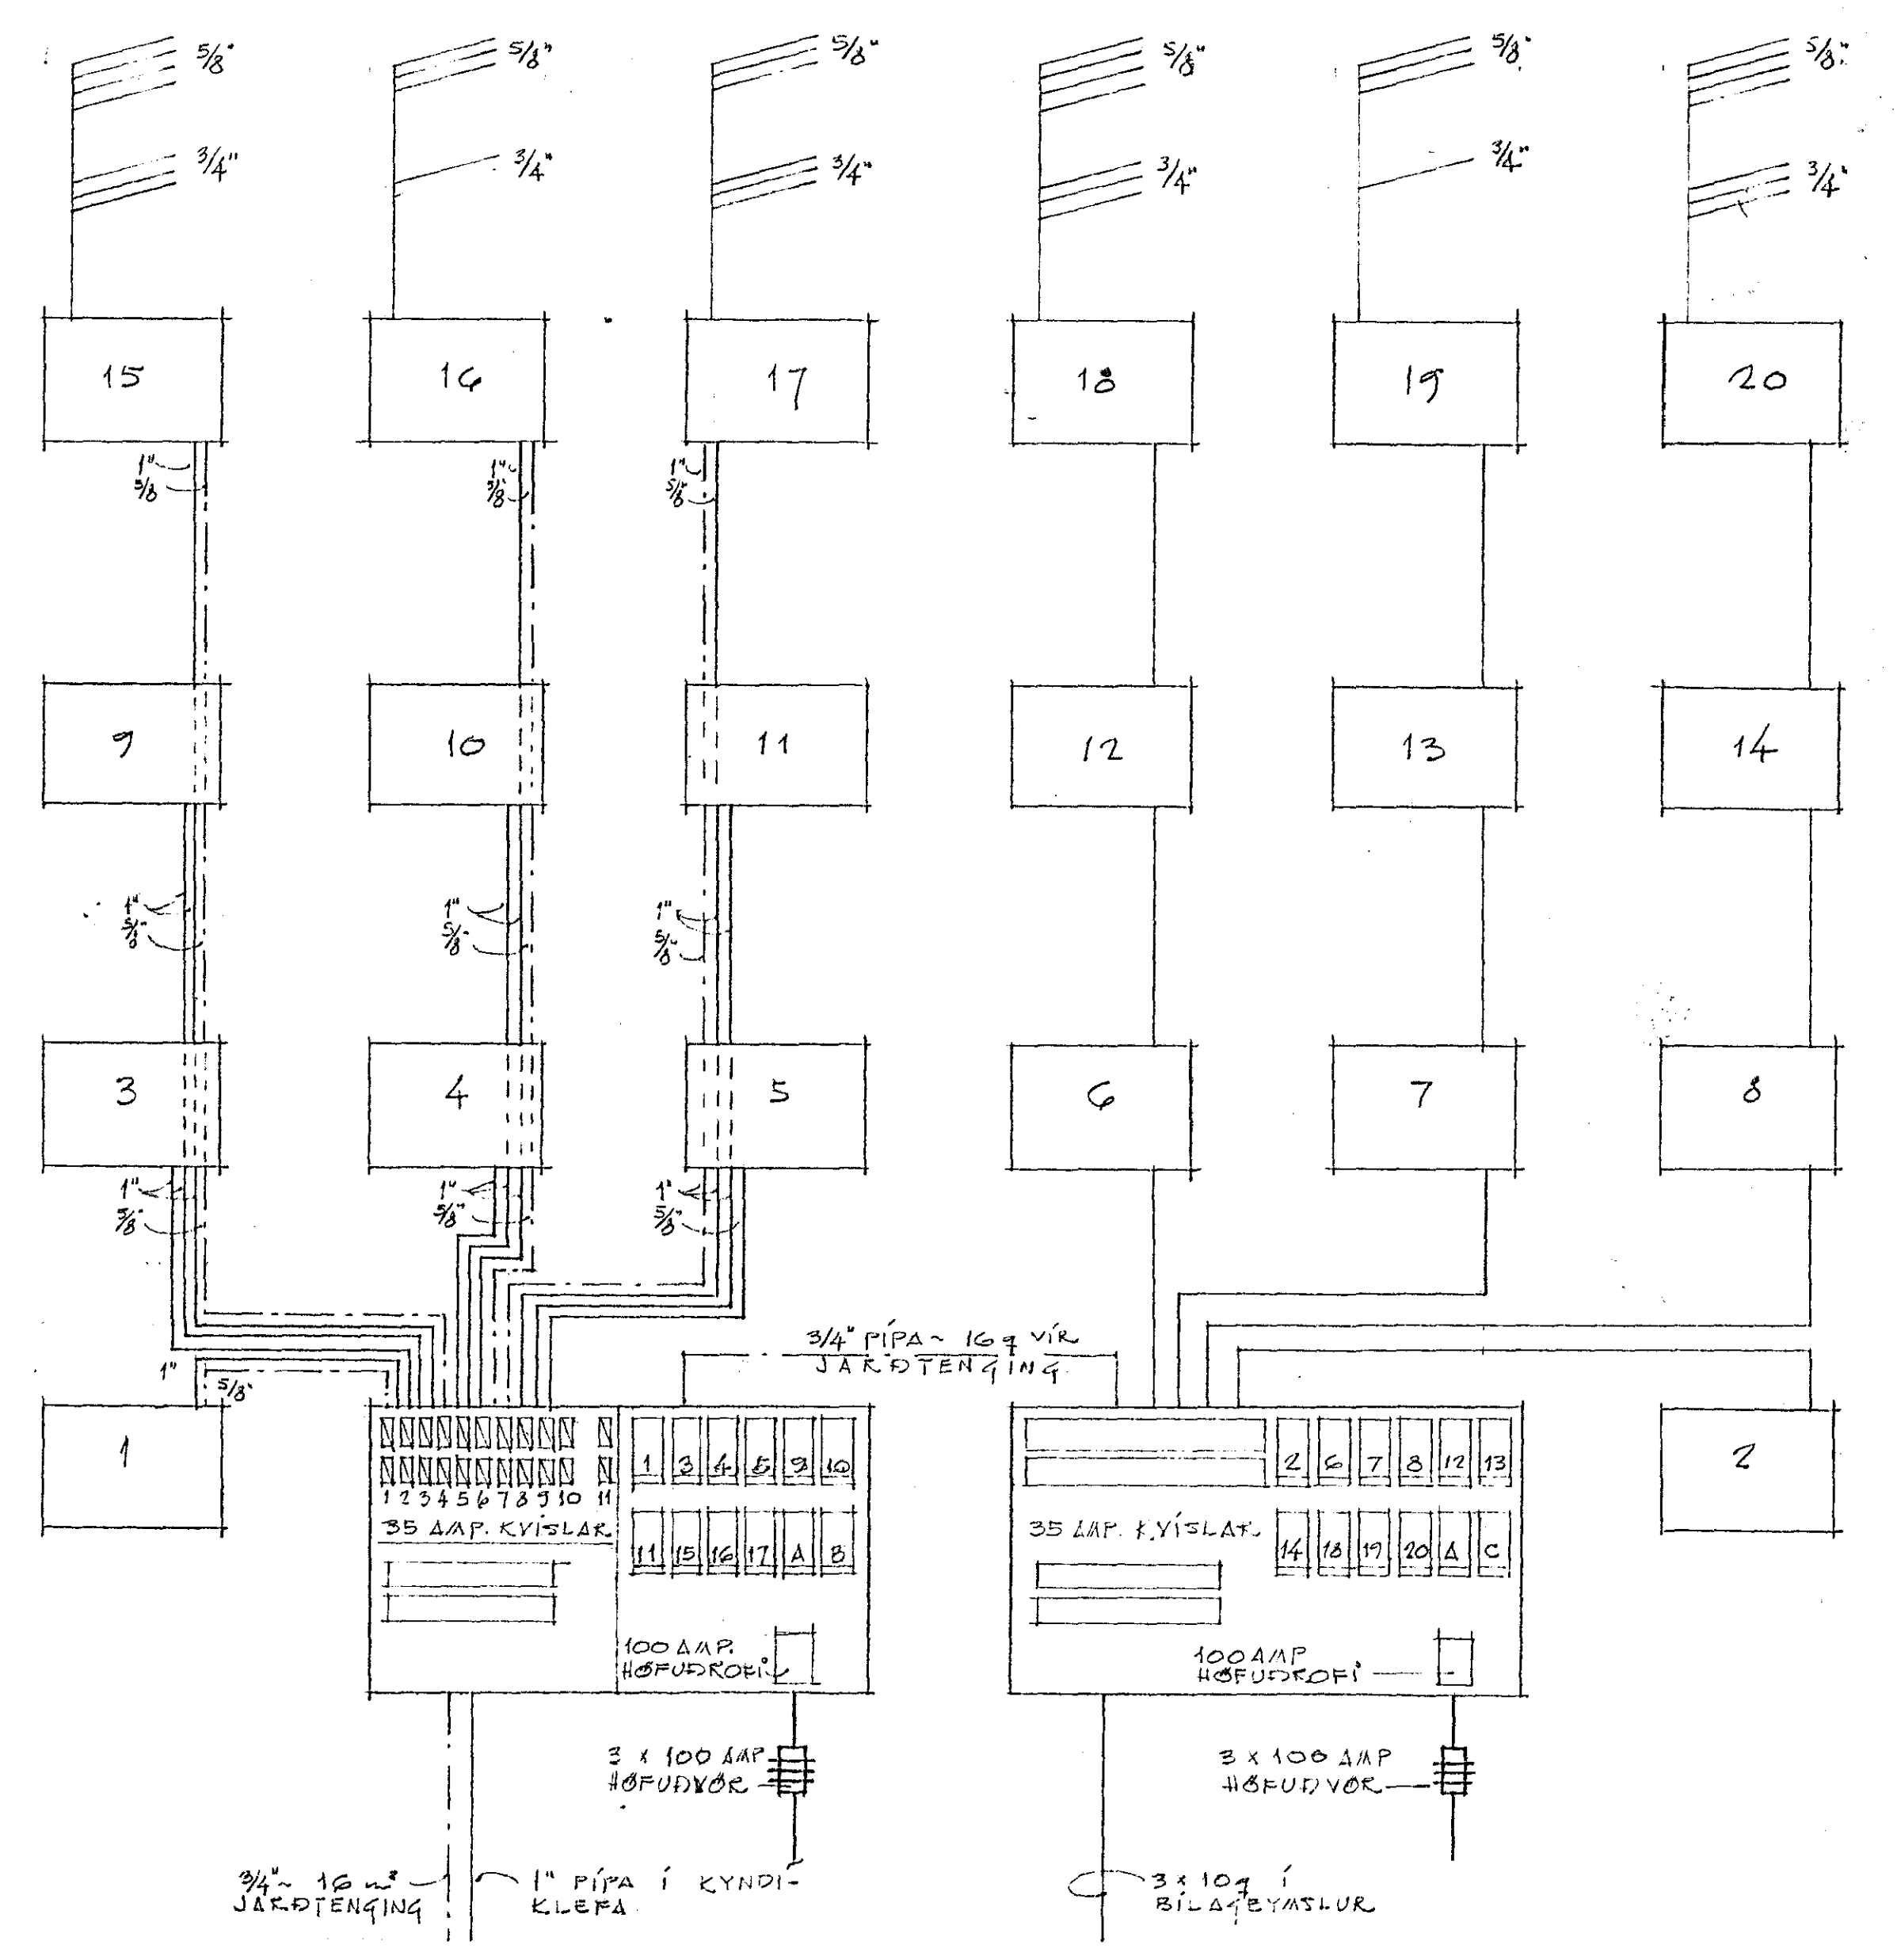 5/8" 5/8" 5/8" 5/8" 5/8" 5/8"
3/4" 3/4" 3/4" 3/4" 3/4" 3/4"
15 16 17 18 19 20
1" 1" 1"
5/8 5/8" 5/8"
9 10 11 12 13 14
1" 1" 1"
5/8" 5/8" 5/8"
3 4 5 6 7 8
1" 1" 1"
5/8" 5/8" 5/8"
3/4" PÍPA ~ 16 q VÍR
JARÐTENGING
1" 5/8"
1
1 2 3 4 5 6 7 8 9 10 11
35 AMP. KVÍSLAR
1 3 4 5 9 10
11 15 16 17 A B
100 AMP.
HÖFUÐROFI
35 AMP. KVÍSLAR
2 6 7 8 12 13
14 18 19 20 A C
100 AMP
HÖFUÐROFI
2
3 x 100 AMP
HÖFUÐVÖR
3 x 100 AMP
HÖFUÐVÖR
3/4" ~ 16 m²
JARÐTENGING
1" PÍPA Í KYNDI-
KLEFA
3 x 10 q Í
BÍLAGEYMSLUR